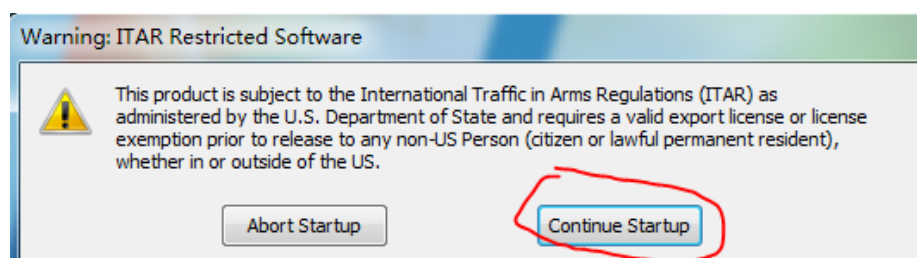 Warning: ITAR Restricted Software
This product is subject to the International Traffic in Arms Regulations (ITAR) as
administered by the U.S. Department of State and requires a valid export license or license
exemption prior to release to any non-US Person (citizen or lawful permanent resident),
whether in or outside of the US.
Abort Startup
Continue Startup